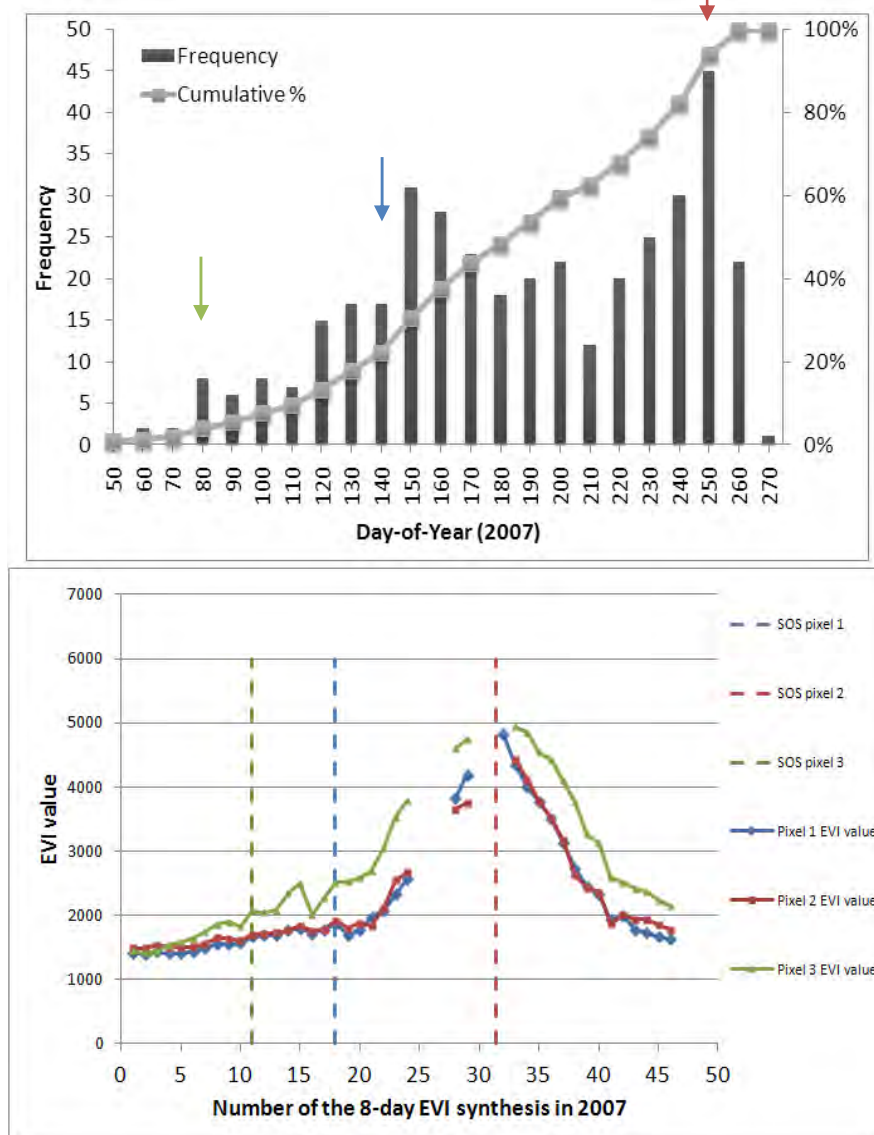 50
45
40
35
30
25
20
15
10
5
0
Frequency
Frequency
Cumulative %
100%
80%
60%
40%
20%
0%
50 60 70 80 90 100 110 120 130 140 150 160 170 180 190 200 210 220 230 240 250 260 270
Day-of-Year (2007)
7000
6000
5000
4000
3000
2000
1000
0
EVI value
0 5 10 15 20 25 30 35 40 45 50
Number of the 8-day EVI synthesis in 2007
SOS pixel 1
SOS pixel 2
SOS pixel 3
Pixel 1 EVI value
Pixel 2 EVI value
Pixel 3 EVI value